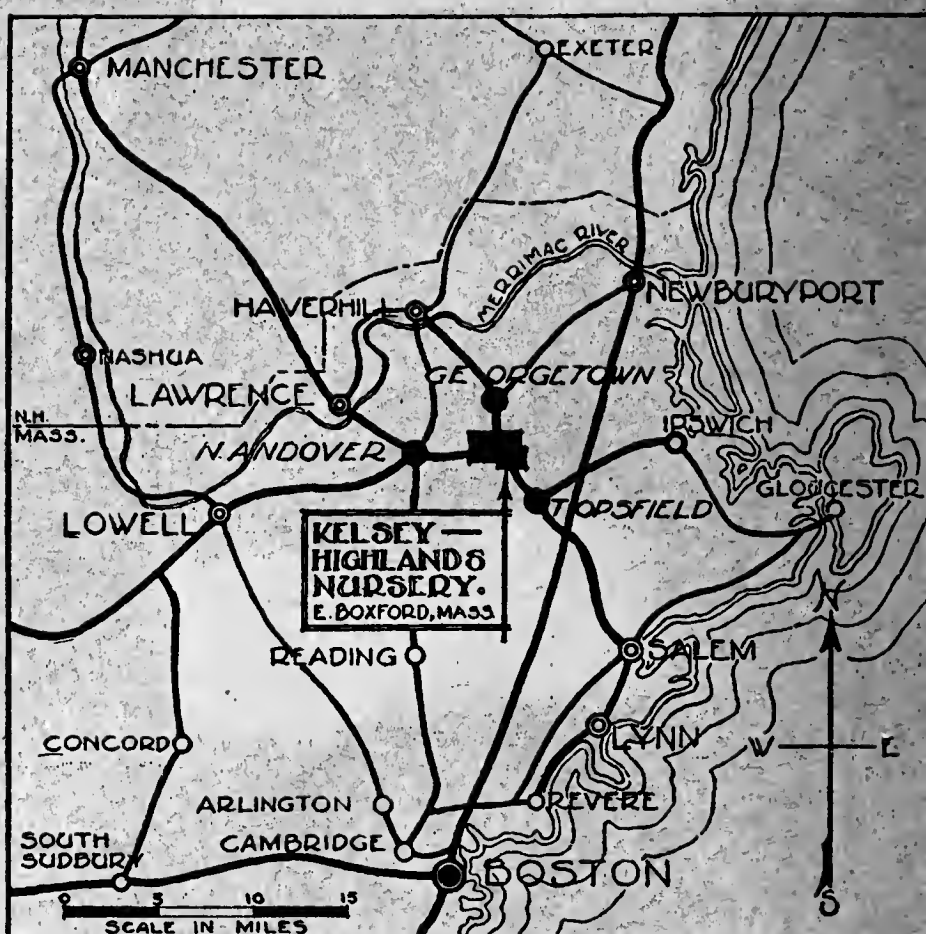 EXETER
MANCHESTER
MERRIMAC RIVER
NEWBURYPORT
HAVERHILL
NASHUA
GEORGETOWN
LAWRENCE
N.H.
MASS.
IPSWICH
N. ANDOVER
GLOUCESTER
TOPSFIELD
LOWELL
KELSEY —
HIGHLANDS
NURSERY.
E. BOXFORD, MASS
N
READING
SALEM
LYNN
CONCORD
W E
ARLINGTON
REVERE
CAMBRIDGE
SOUTH
SUDBURY
BOSTON
S
0 5 10 15
SCALE IN MILES